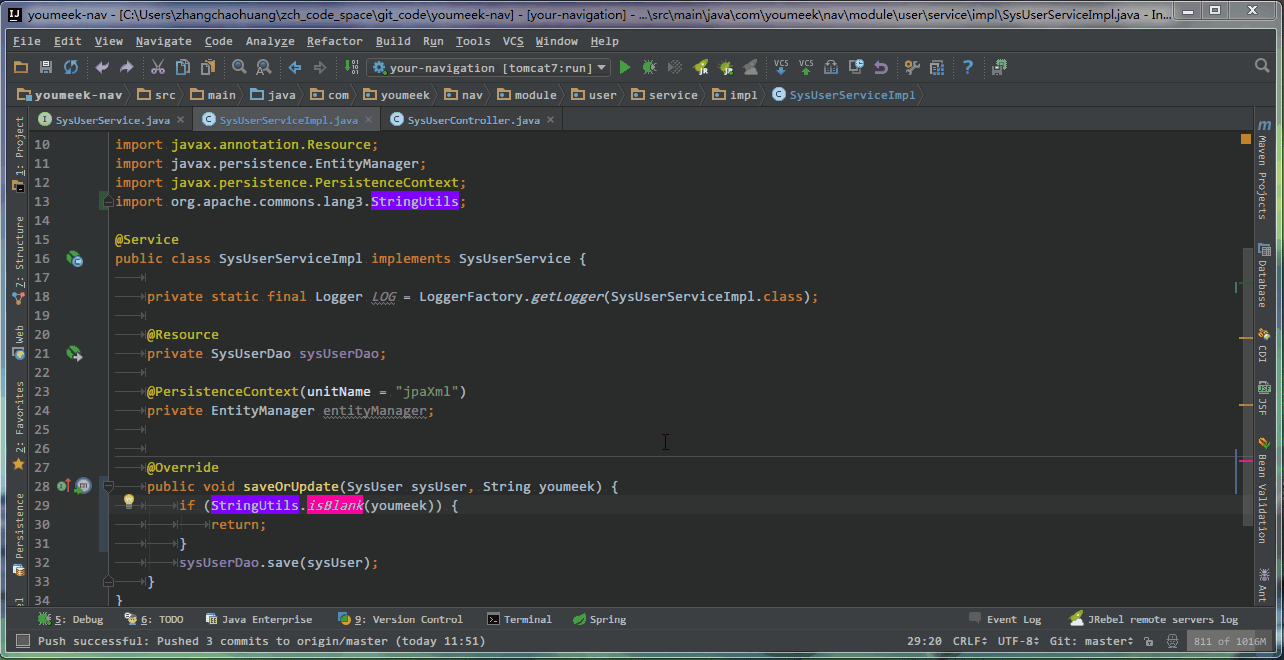 youmeek-nav - [C:\Users\zhangchaohuang\zch_code_space\git_code\youmeek-nav] - [your-navigation] - ...\src\main\java\com\youmeek\nav\module\user\service\impl\SysUserServiceImpl.java - In...
File Edit View Navigate Code Analyze Refactor Build Run Tools VCS Window Help
your-navigation [tomcat7:run] VCS VCS
youmeek-nav src main java com youmeek nav module user service impl SysUserServiceImpl
SysUserService.java SysUserServiceImpl.java SysUserController.java
1: Project
7: Structure
Web
2: Favorites
Persistence
10 import javax.annotation.Resource;
11 import javax.persistence.EntityManager;
12 import javax.persistence.PersistenceContext;
13 import org.apache.commons.lang3.StringUtils;
14
15 @Service
16 public class SysUserServiceImpl implements SysUserService {
17
18 private static final Logger LOG = LoggerFactory.getLogger(SysUserServiceImpl.class);
19
20 @Resource
21 private SysUserDao sysUserDao;
22
23 @PersistenceContext(unitName = "jpaXml")
24 private EntityManager entityManager;
25
26
27 @Override
28 public void saveOrUpdate(SysUser sysUser, String youmeek) {
29 if (StringUtils.isBlank(youmeek)) {
30 return;
31 }
32 sysUserDao.save(sysUser);
33 }
34 }
Maven Projects
Database
CDI
JSF
Bean Validation
Ant
5: Debug 6: TODO Java Enterprise 9: Version Control Terminal Spring Event Log JRebel remote servers log
Push successful: Pushed 3 commits to origin/master (today 11:51) 29:20 CRLF UTF-8 Git: master 811 of 1016M